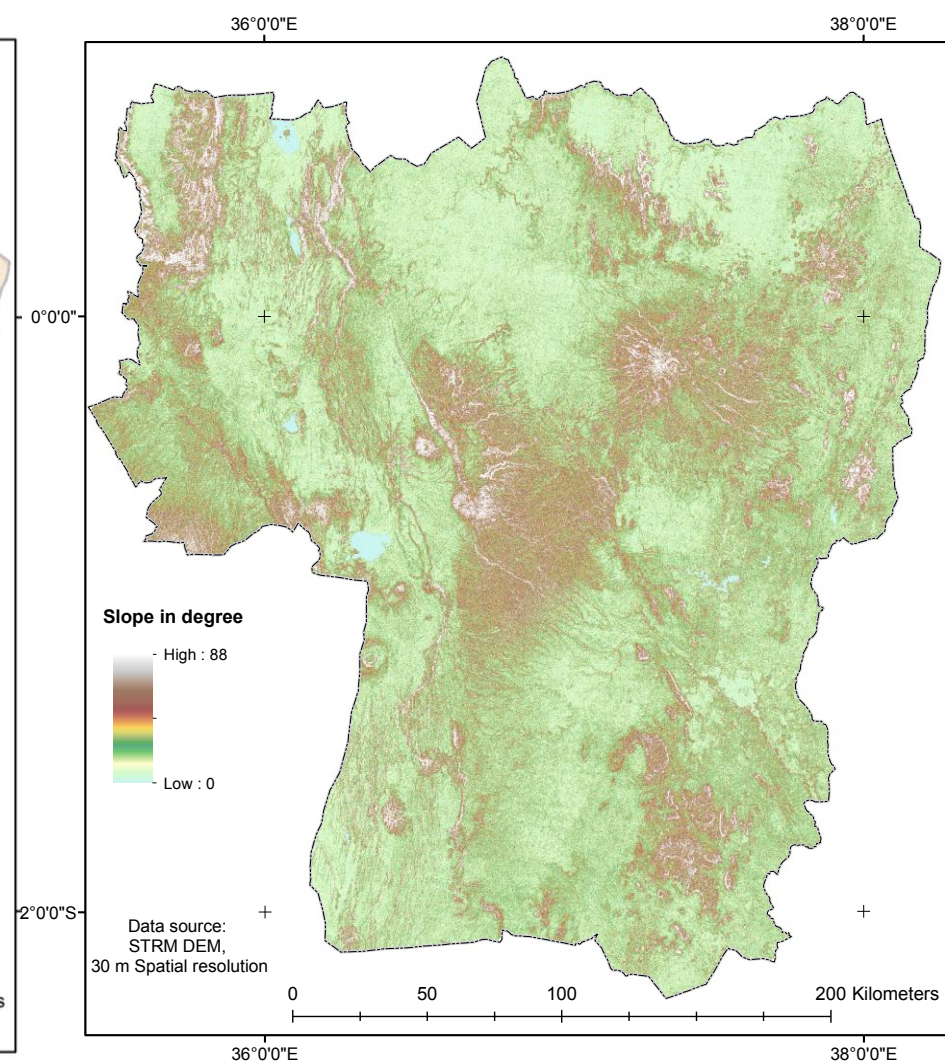 36°0'0"E 38°0'0"E
0°0'0"
Slope in degree
High : 88
Low : 0
2°0'0"S
Data source:
STRM DEM,
30 m Spatial resolution
0 50 100 200 Kilometers
s
36°0'0"E 38°0'0"E